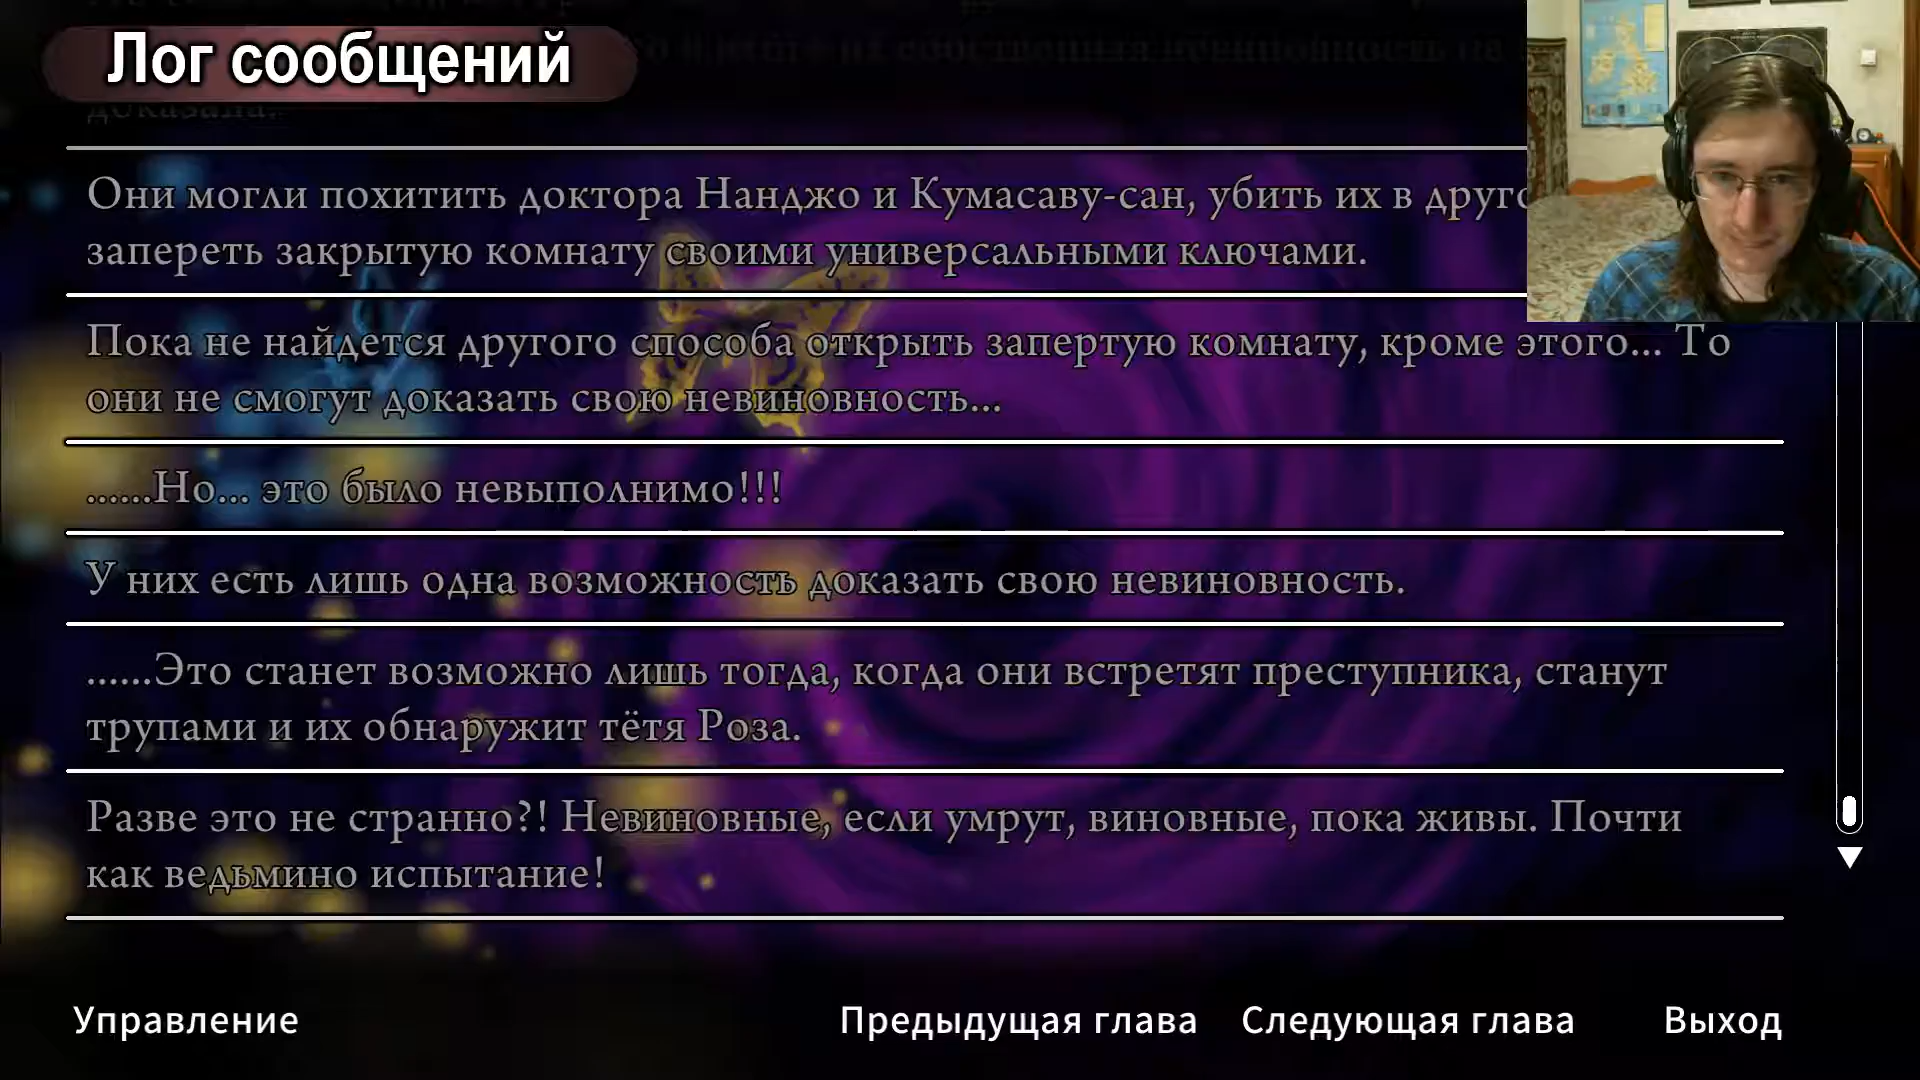 Лог сообщений
доказана.
Они могли похитить доктора Нанджо и Кумасаву-сан, убить их в друго
запереть закрытую комнату своими универсальными ключами.
Пока не найдется другого способа открыть запертую комнату, кроме этого... То
они не смогут доказать свою невиновность...
......Но... это было невыполнимо!!!
У них есть лишь одна возможность доказать свою невиновность.
......Это станет возможно лишь тогда, когда они встретят преступника, станут
трупами и их обнаружит тётя Роза.
Разве это не странно?! Невиновные, если умрут, виновные, пока живы. Почти
как ведьмино испытание!
Управление
Предыдущая глава
Следующая глава
Выход